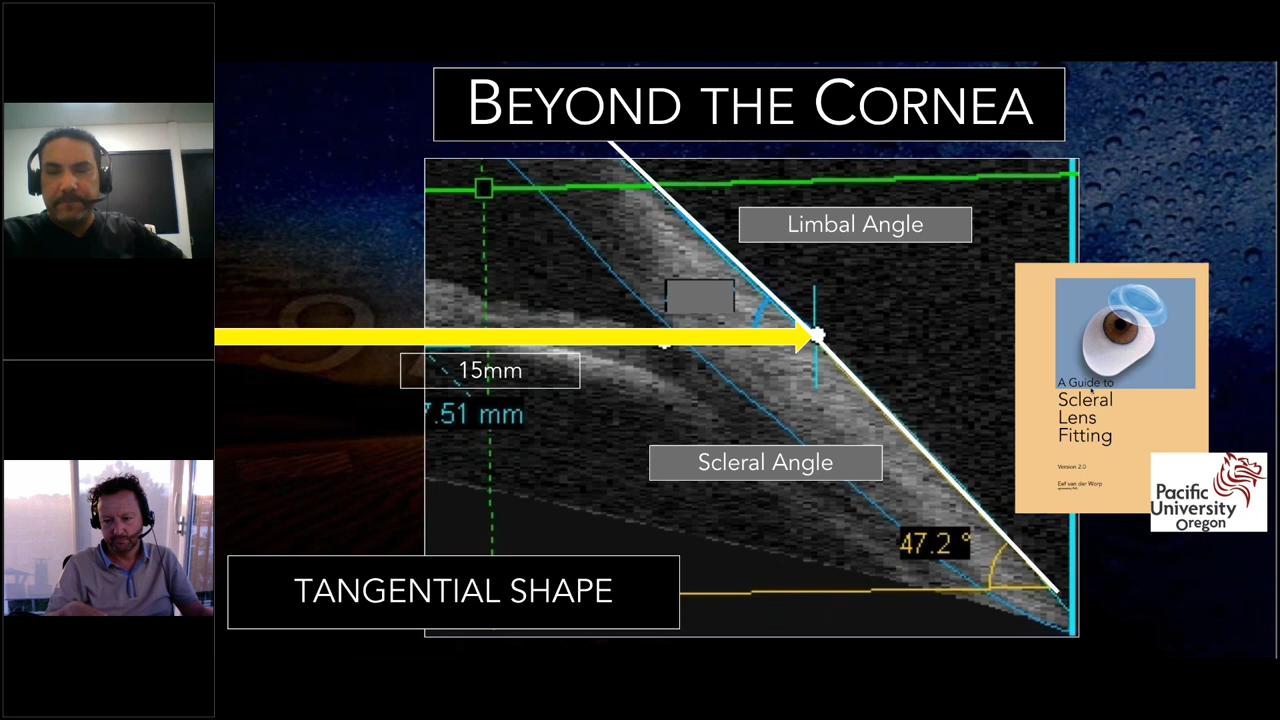 BEYOND THE CORNEA
Limbal Angle
15mm
7.51 mm
Scleral Angle
47.2 °
TANGENTIAL SHAPE
A Guide to
Scleral
Lens
Fitting
Version 2.0
Eef van der Worp
Pacific
University
Oregon